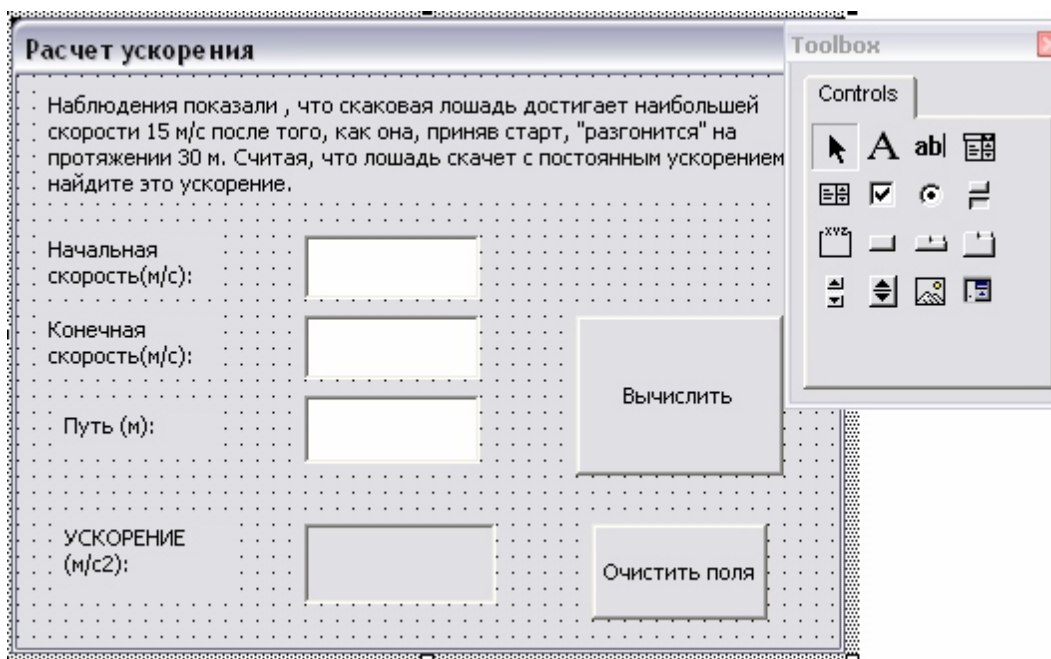 Расчет ускорения
Toolbox
Controls
Наблюдения показали , что скаковая лошадь достигает наибольшей
скорости 15 м/с после того, как она, приняв старт, "разгонится" на
протяжении 30 м. Считая, что лошадь скачет с постоянным ускорением
найдите это ускорение.
A ab|
xyz
Начальная
скорость(м/с):
Конечная
скорость(м/с):
Путь (м):
Вычислить
УСКОРЕНИЕ
(м/с2):
Очистить поля